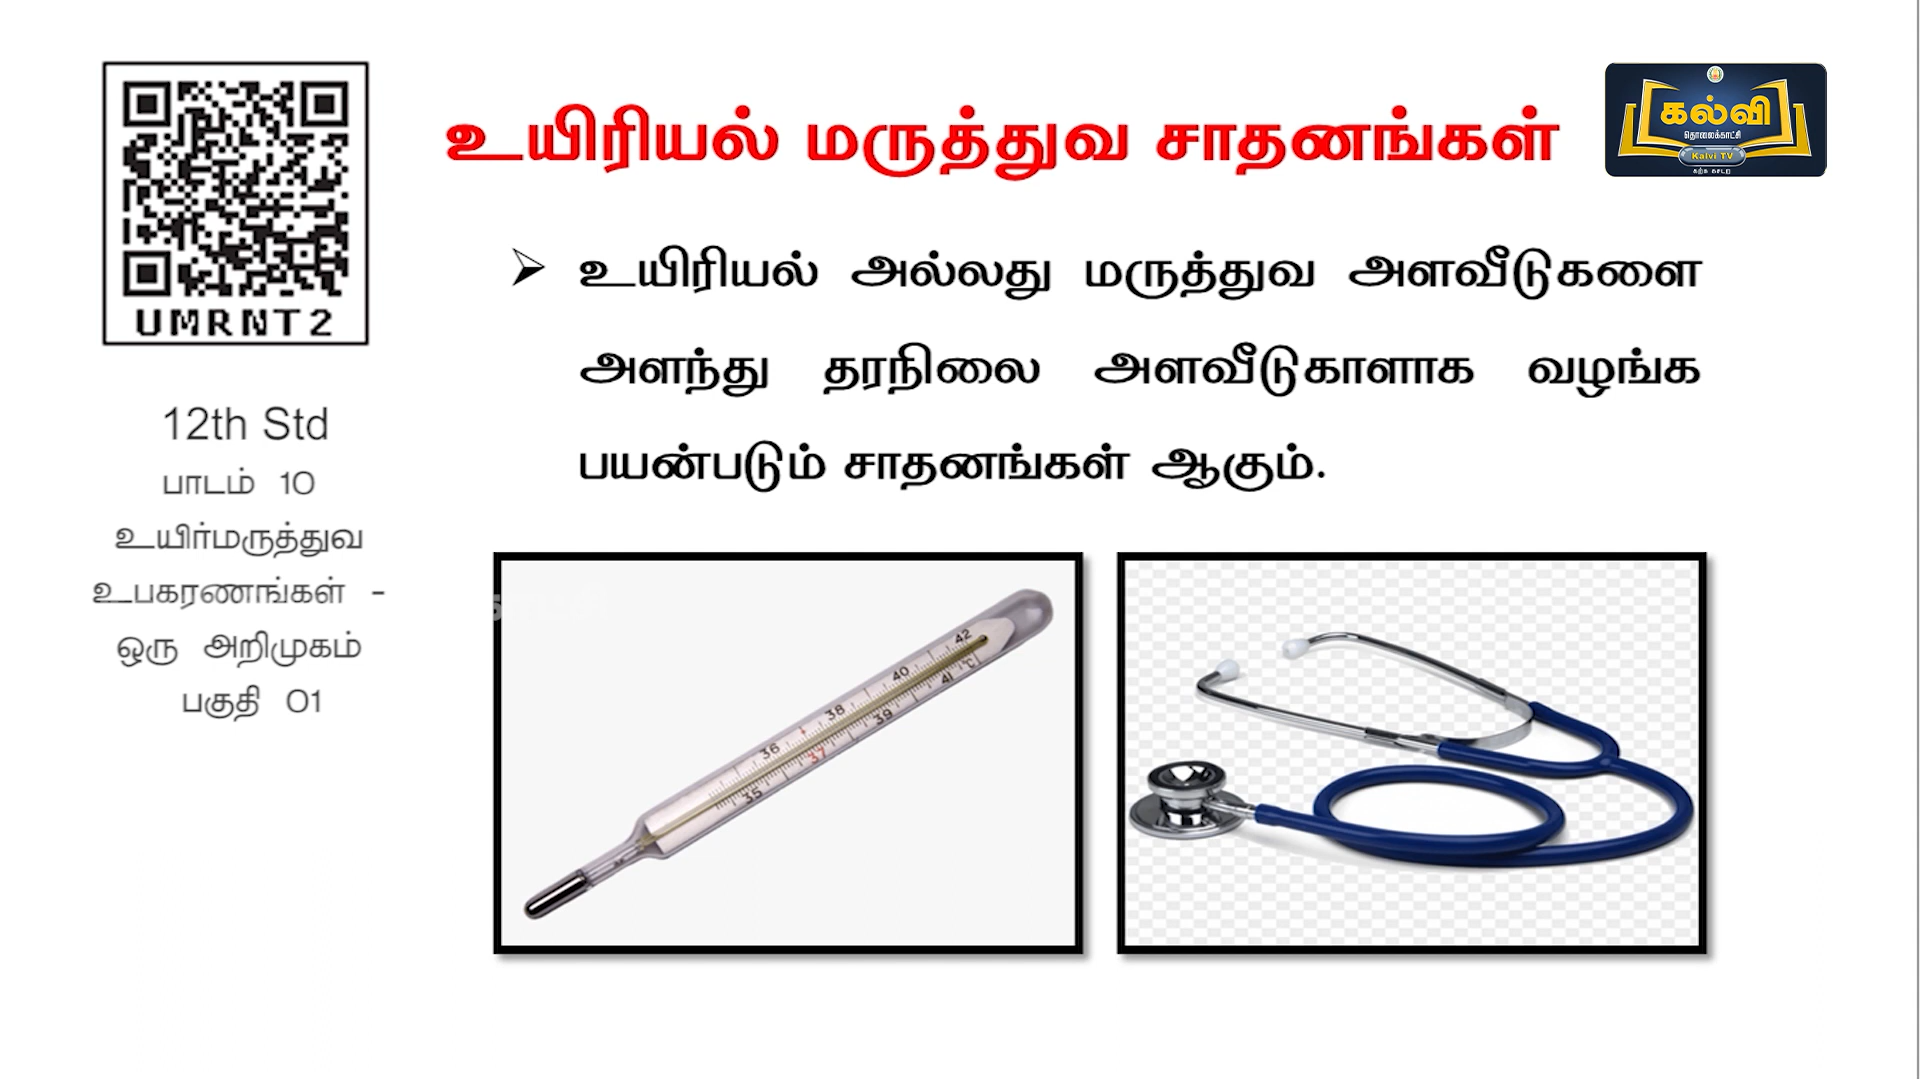 UMRNT2
12th Std
பாடம் 10
உயிர்மருத்துவ
உபகரணங்கள் -
ஒரு அறிமுகம்
பகுதி 01
உயிரியல் மருத்துவ சாதனங்கள்
கல்வி
தொலைக்காட்சி
Kalvi TV
கற்க கசடற
➢ உயிரியல் அல்லது மருத்துவ அளவீடுகளை
அளந்து தரநிலை அளவீடுகாளாக வழங்க
பயன்படும் சாதனங்கள் ஆகும்.
42
°C
41
40
39
38
37
36
35